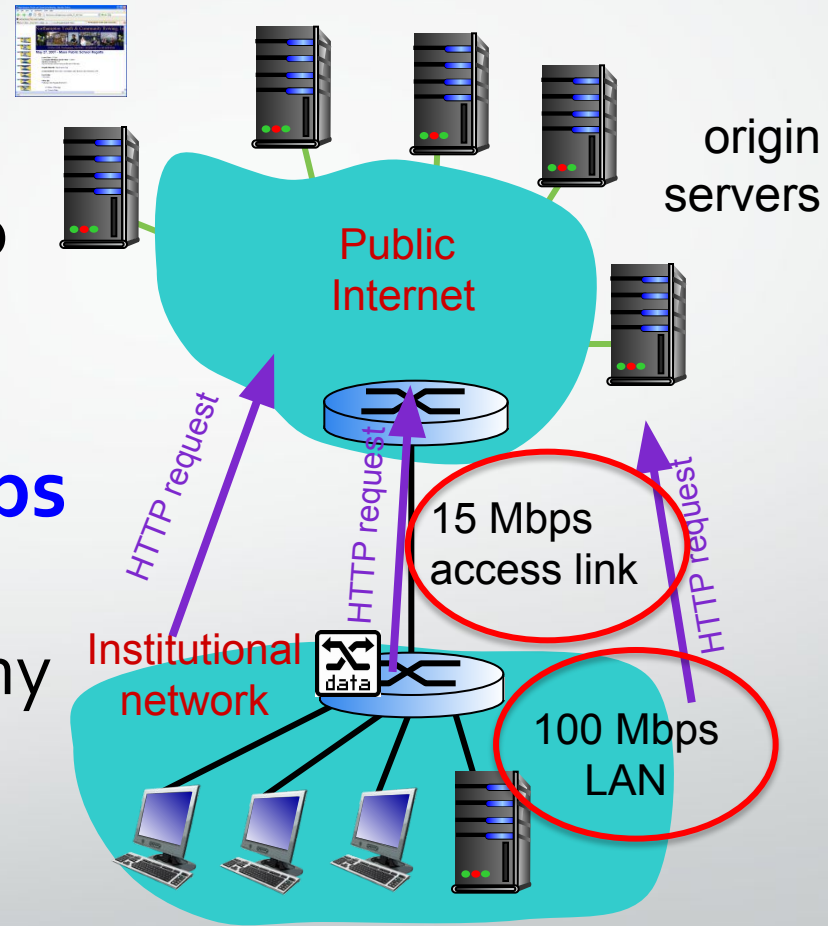 origin
servers
Public
Internet
HTTP request
HTTP request
HTTP request
15 Mbps
access link
Institutional
network
data
100 Mbps
LAN